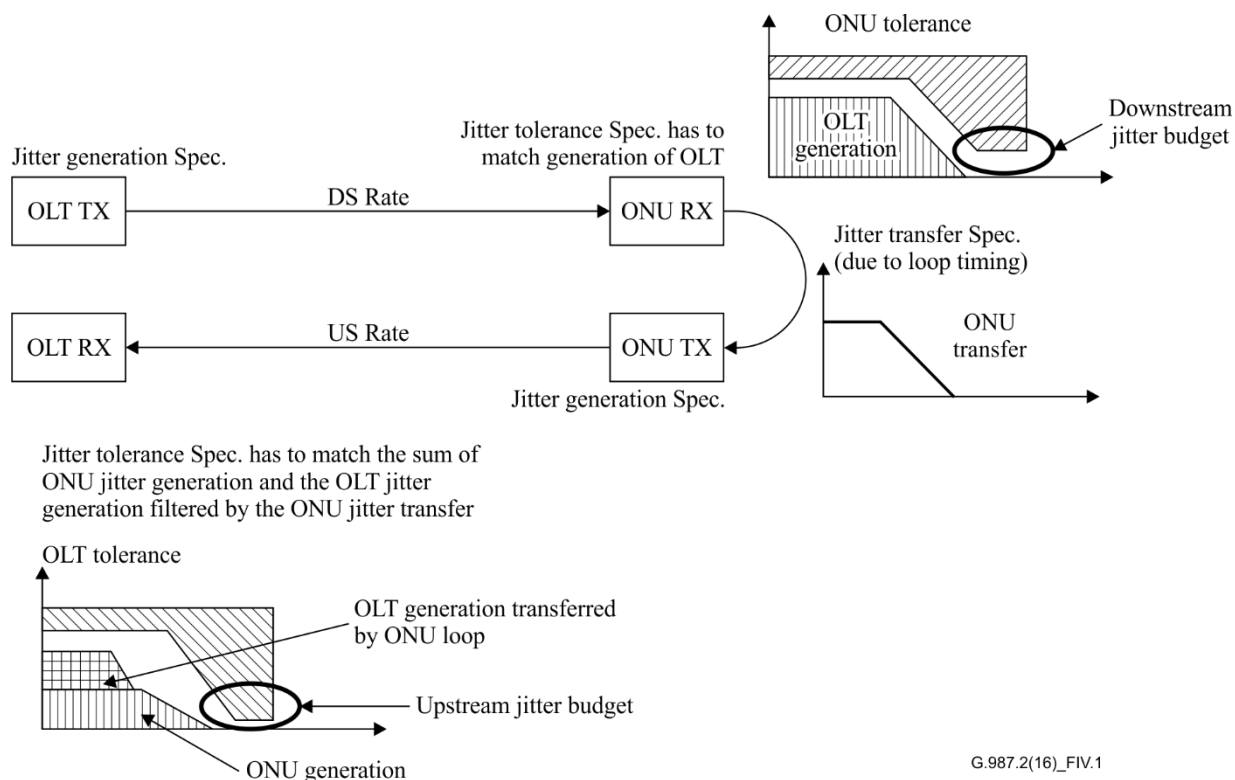 ONU tolerance
OLT
generation
Downstream
jitter budget
Jitter tolerance Spec. has to
match generation of OLT
Jitter generation Spec.
OLT TX
DS Rate
ONU RX
Jitter transfer Spec.
(due to loop timing)
ONU
transfer
OLT RX
US Rate
ONU TX
Jitter generation Spec.
Jitter tolerance Spec. has to match the sum of
ONU jitter generation and the OLT jitter
generation filtered by the ONU jitter transfer
OLT tolerance
OLT generation transferred
by ONU loop
Upstream jitter budget
ONU generation
G.987.2(16)_FIV.1